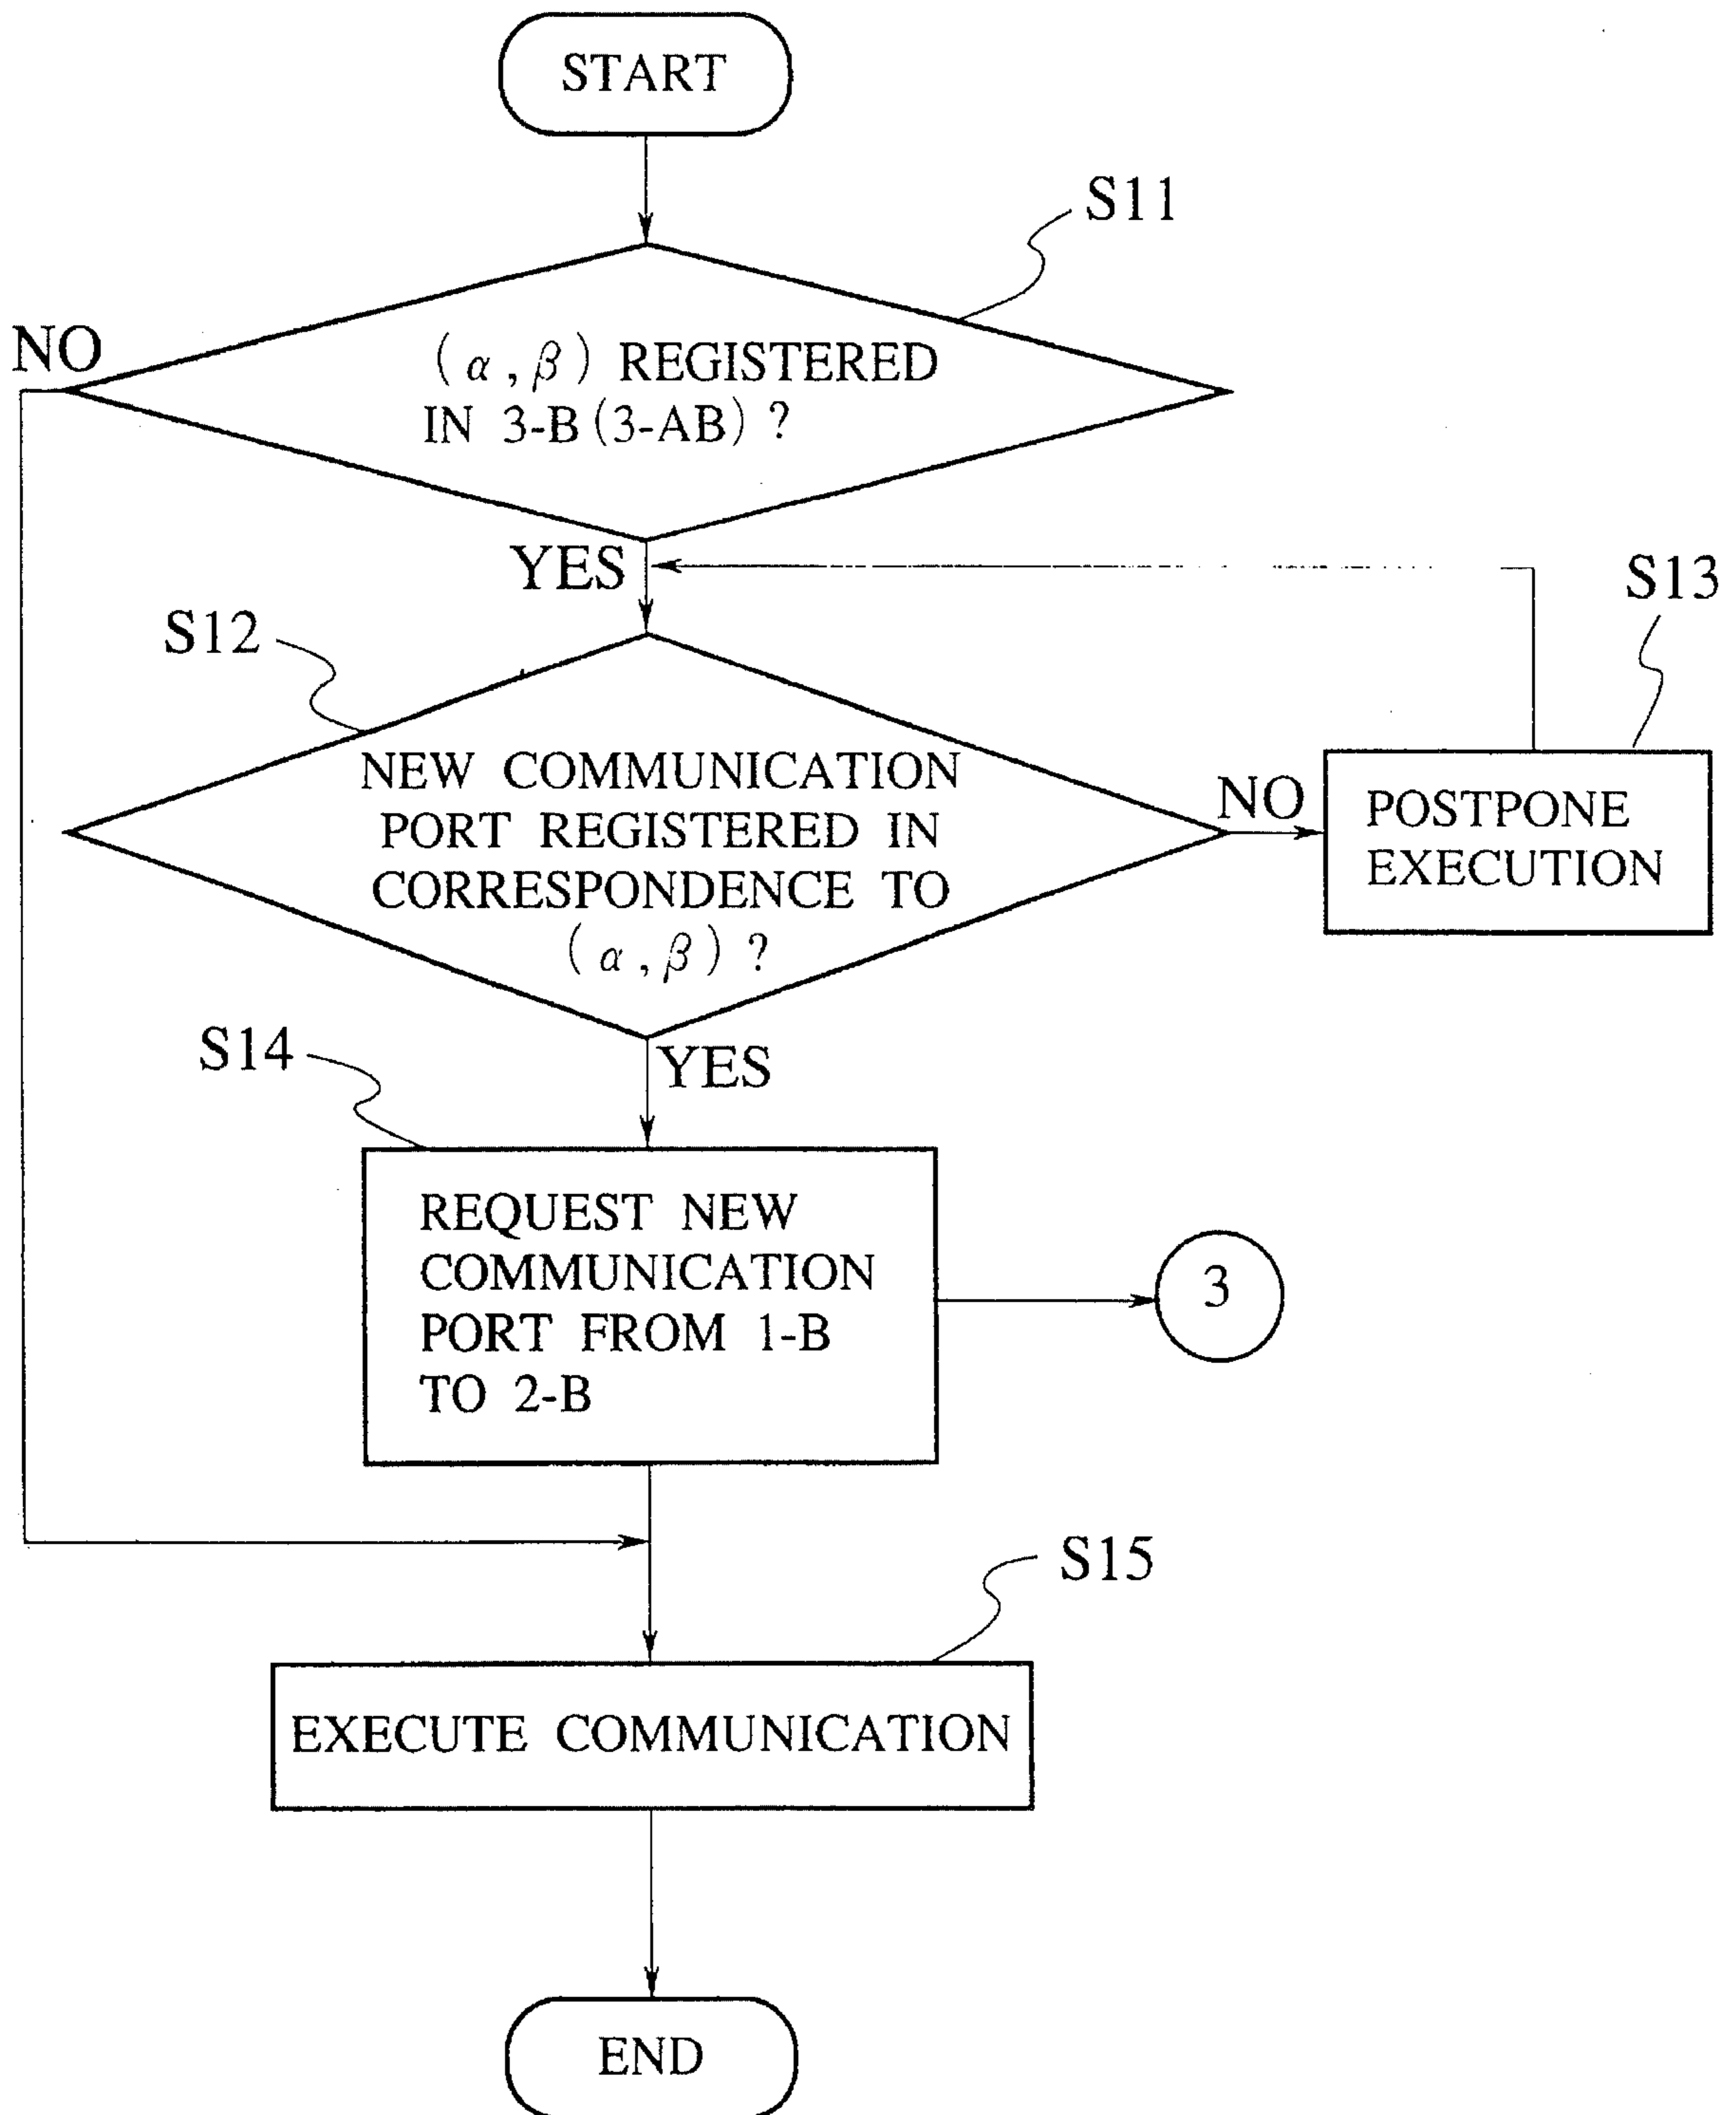 START
S11
NO
(α,β) REGISTERED
IN 3-B(3-AB)?
YES
S13
S12
NEW COMMUNICATION
PORT REGISTERED IN
CORRESPONDENCE TO
(α,β)?
NO
POSTPONE
EXECUTION
S14
YES
REQUEST NEW
COMMUNICATION
PORT FROM 1-B
TO 2-B
3
S15
EXECUTE COMMUNICATION
END